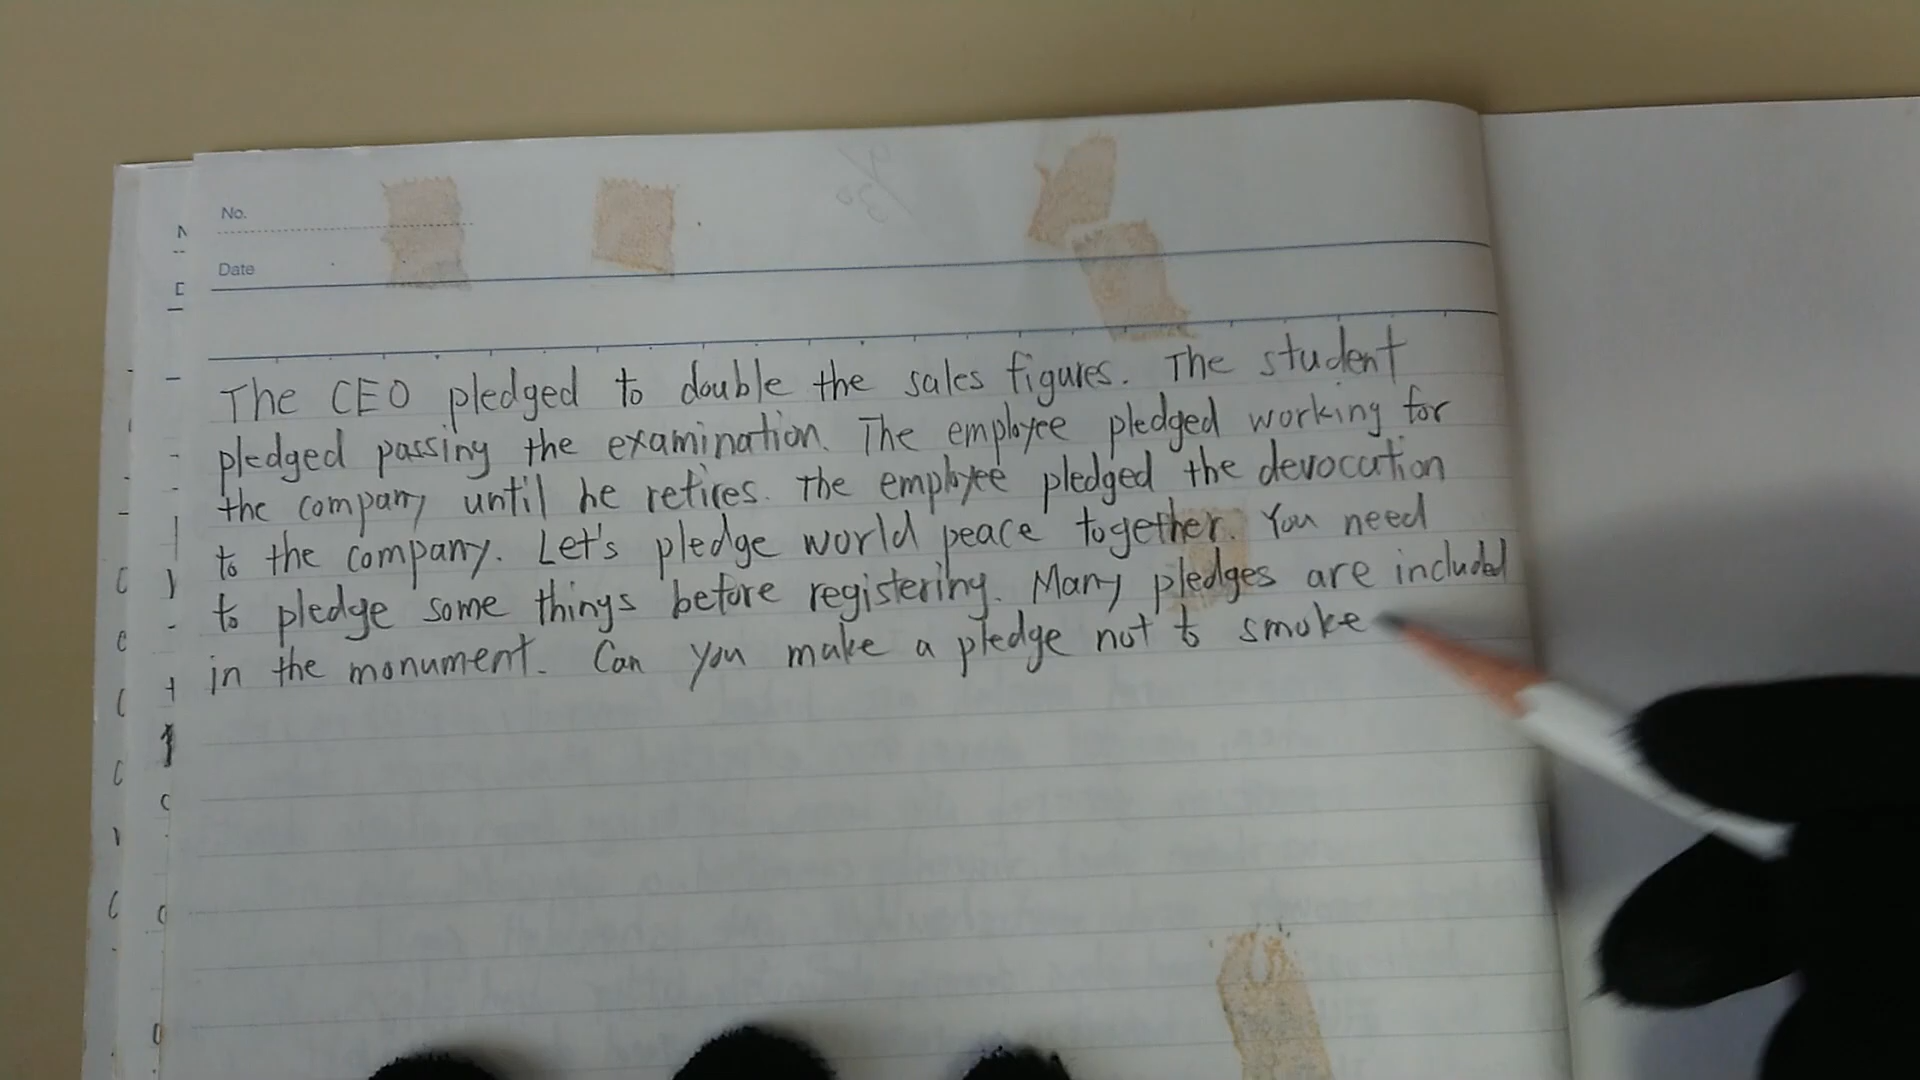 No.
Date
The CEO pledged to double the sales figures. The student
pledged passing the examination. The employee pledged working for
the company until he retires. The employee pledged the devocation
to the company. Let's pledge world peace together. You need
to pledge some things before registering. Many pledges are included
in the monument. Can you make a pledge not to smoke